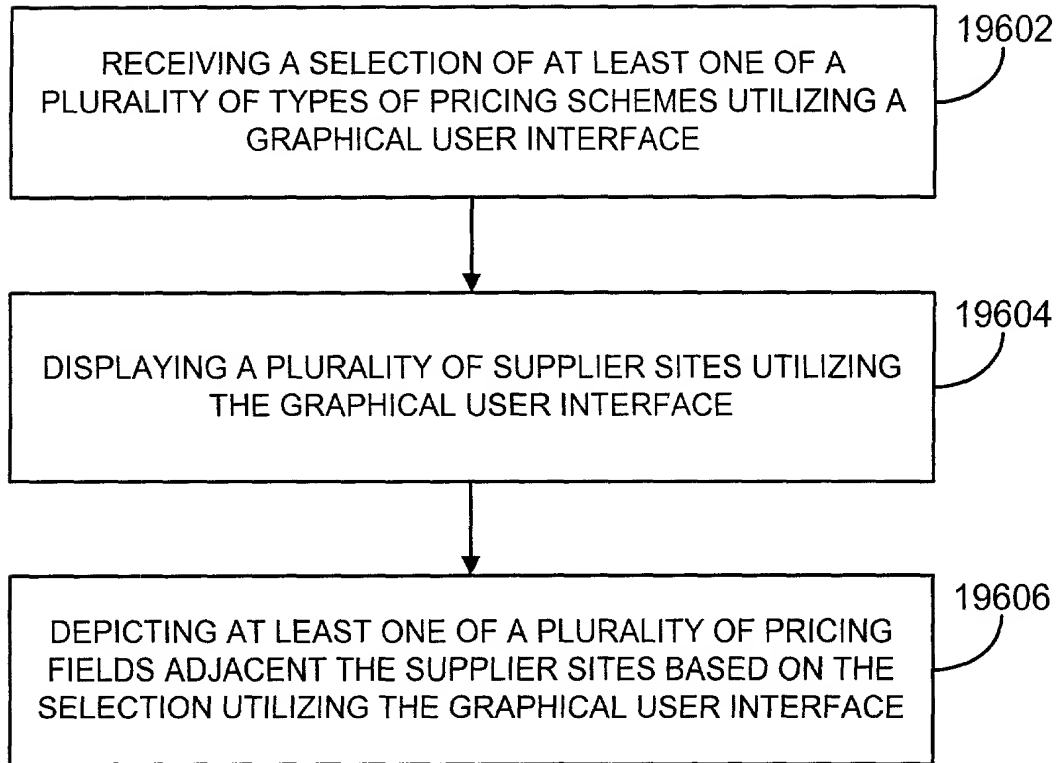 19602
RECEIVING A SELECTION OF AT LEAST ONE OF A
PLURALITY OF TYPES OF PRICING SCHEMES UTILIZING A
GRAPHICAL USER INTERFACE
19604
DISPLAYING A PLURALITY OF SUPPLIER SITES UTILIZING
THE GRAPHICAL USER INTERFACE
19606
DEPICTING AT LEAST ONE OF A PLURALITY OF PRICING
FIELDS ADJACENT THE SUPPLIER SITES BASED ON THE
SELECTION UTILIZING THE GRAPHICAL USER INTERFACE